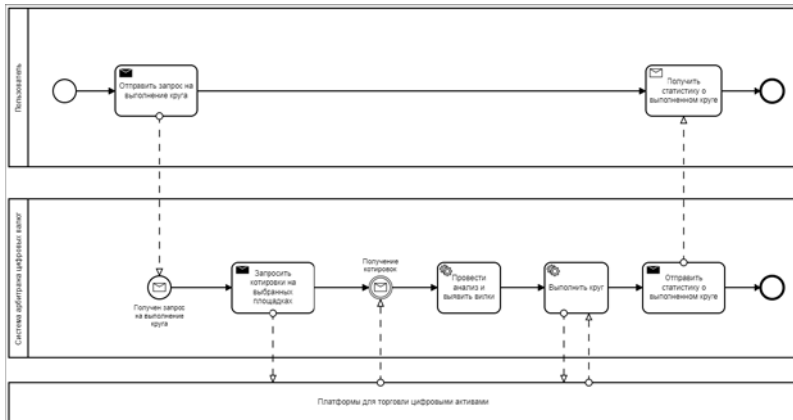 Пользователь
Отправить запрос на
выполнение круга
Получить
статистику о
выполненном круге
Система арбитража цифровых валют
Получен запрос
на выполнение
круга
Запросить
котировки на
выбранных
площадках
Получение
котировок
Провести
анализ и
выявить вилки
Выполнить круг
Отправить
статистику о
выполненном круге
Платформы для торговли цифровыми активами